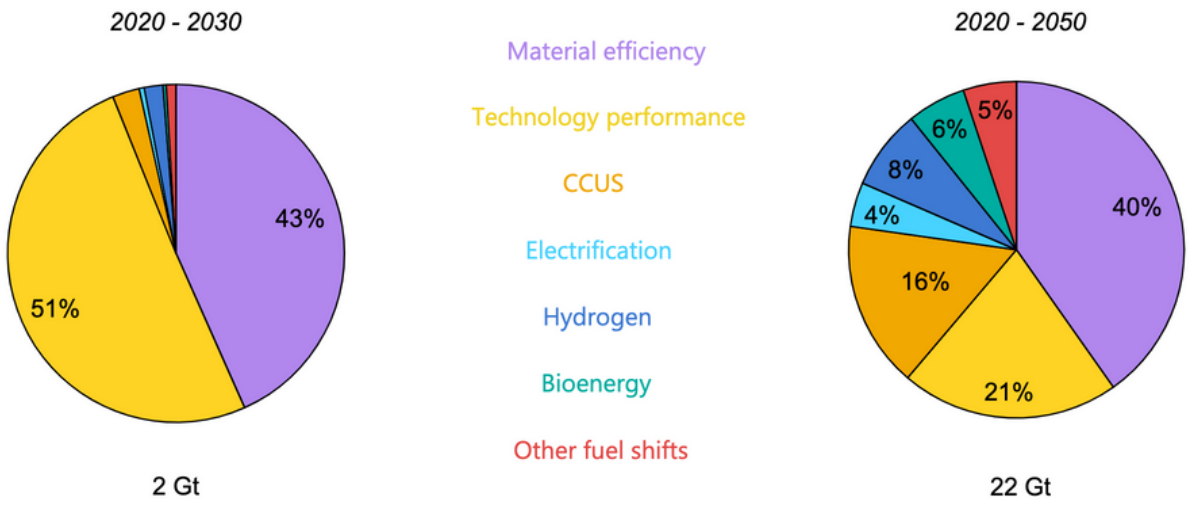 2020 - 2030
43%
51%
2 Gt
Material efficiency
Technology performance
CCUS
Electrification
Hydrogen
Bioenergy
Other fuel shifts
2020 - 2050
5%
6%
8%
4%
40%
16%
21%
22 Gt